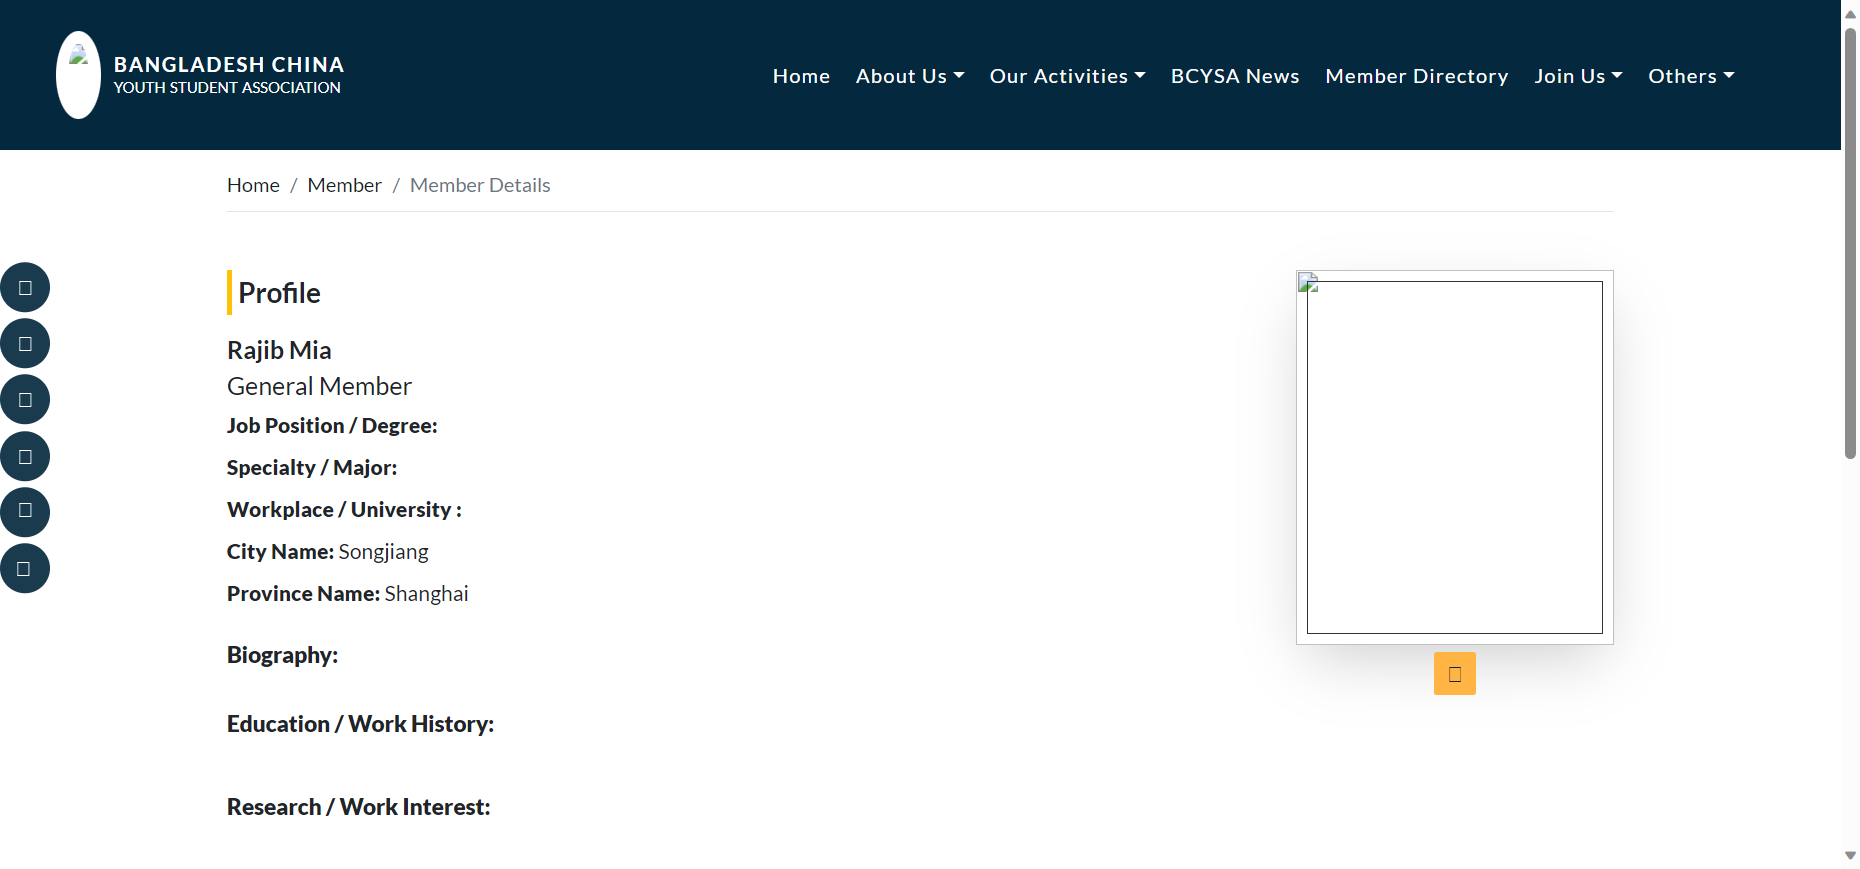 BANGLADESH CHINA
YOUTH STUDENT ASSOCIATION
Home About Us Our Activities BCYSA News Member Directory Join Us Others
Home / Member / Member Details
Profile
Rajib Mia
General Member
Job Position / Degree:
Specialty / Major:
Workplace / University :
City Name: Songjiang
Province Name: Shanghai
Biography:
Education / Work History:
Research / Work Interest: